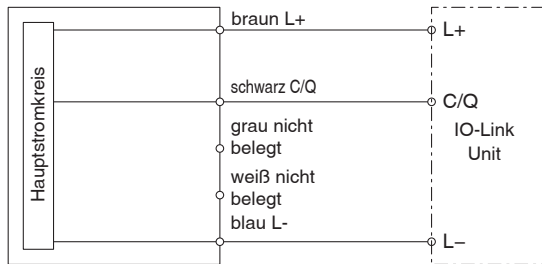 Hauptstromkreis
braun L+
schwarz C/Q
grau nicht
belegt
weiß nicht
belegt
blau L-
L+
C/Q
IO-Link
Unit
L−